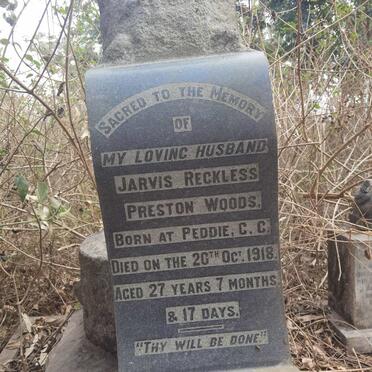 Sacred to the Memory
OF
MY LOVING HUSBAND
JARVIS RECKLESS
PRESTON WOODS.
BORN AT PEDDIE, C.C.
DIED ON THE 20TH OCT. 1918.
AGED 27 YEARS 7 MONTHS
& 17 DAYS.
"THY WILL BE DONE"